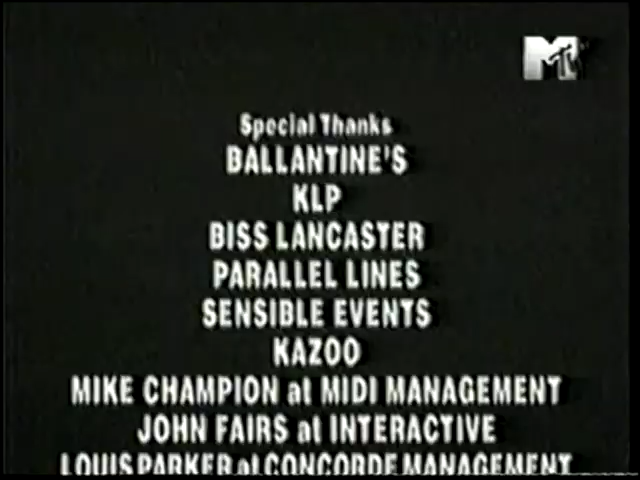 MTV
Special Thanks
BALLANTINE'S
KLP
BISS LANCASTER
PARALLEL LINES
SENSIBLE EVENTS
KAZOO
MIKE CHAMPION at MIDI MANAGEMENT
JOHN FAIRS at INTERACTIVE
LOUIS PARKER at CONCORDE MANAGEMENT